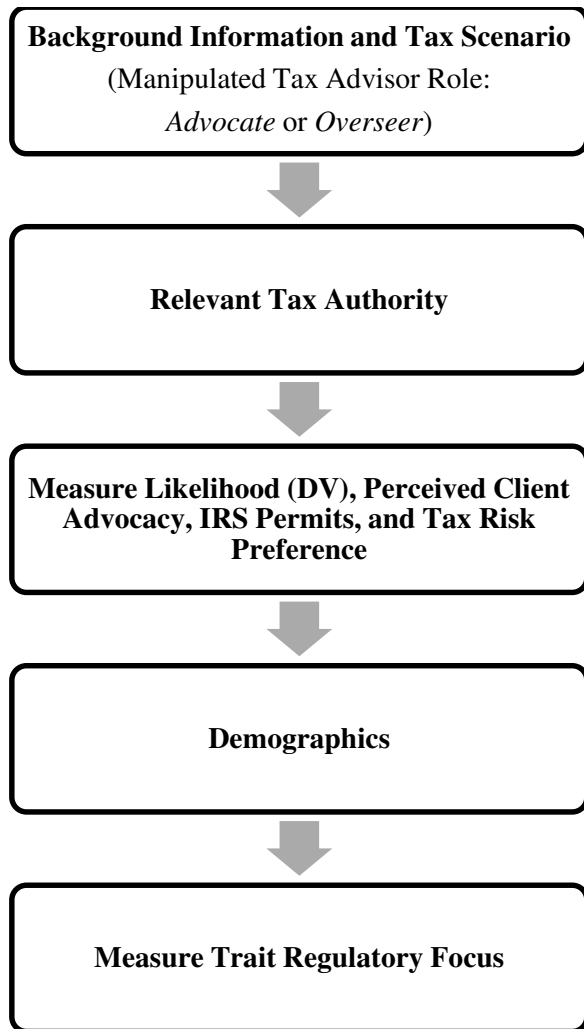 Background Information and Tax Scenario
(Manipulated Tax Advisor Role:
Advocate or Overseer)
Relevant Tax Authority
Measure Likelihood (DV), Perceived Client
Advocacy, IRS Permits, and Tax Risk
Preference
Demographics
Measure Trait Regulatory Focus